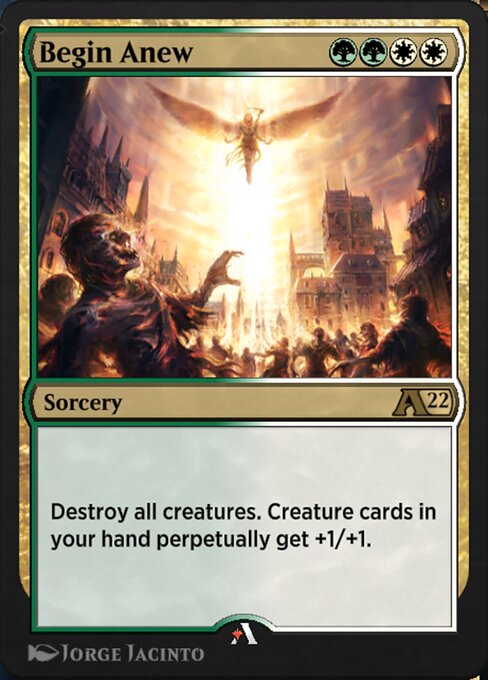 Begin Anew
Sorcery
A22
Destroy all creatures. Creature cards in
your hand perpetually get +1/+1.
A
Jorge Jacinto